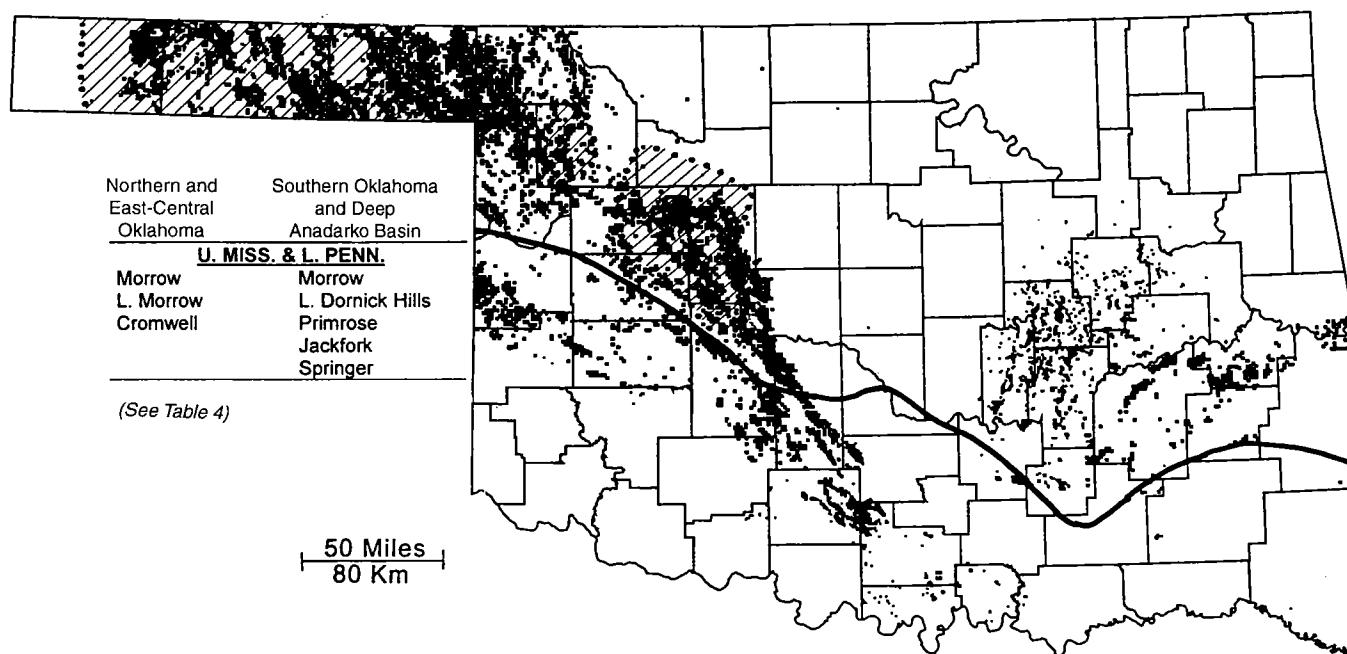 Northern and East-Central Oklahoma
Southern Oklahoma and Deep Anadarko Basin
U. MISS. & L. PENN.
Morrow Morrow
L. Morrow L. Dornick Hills
Cromwell Primrose
Jackfork
Springer
(See Table 4)
50 Miles
80 Km